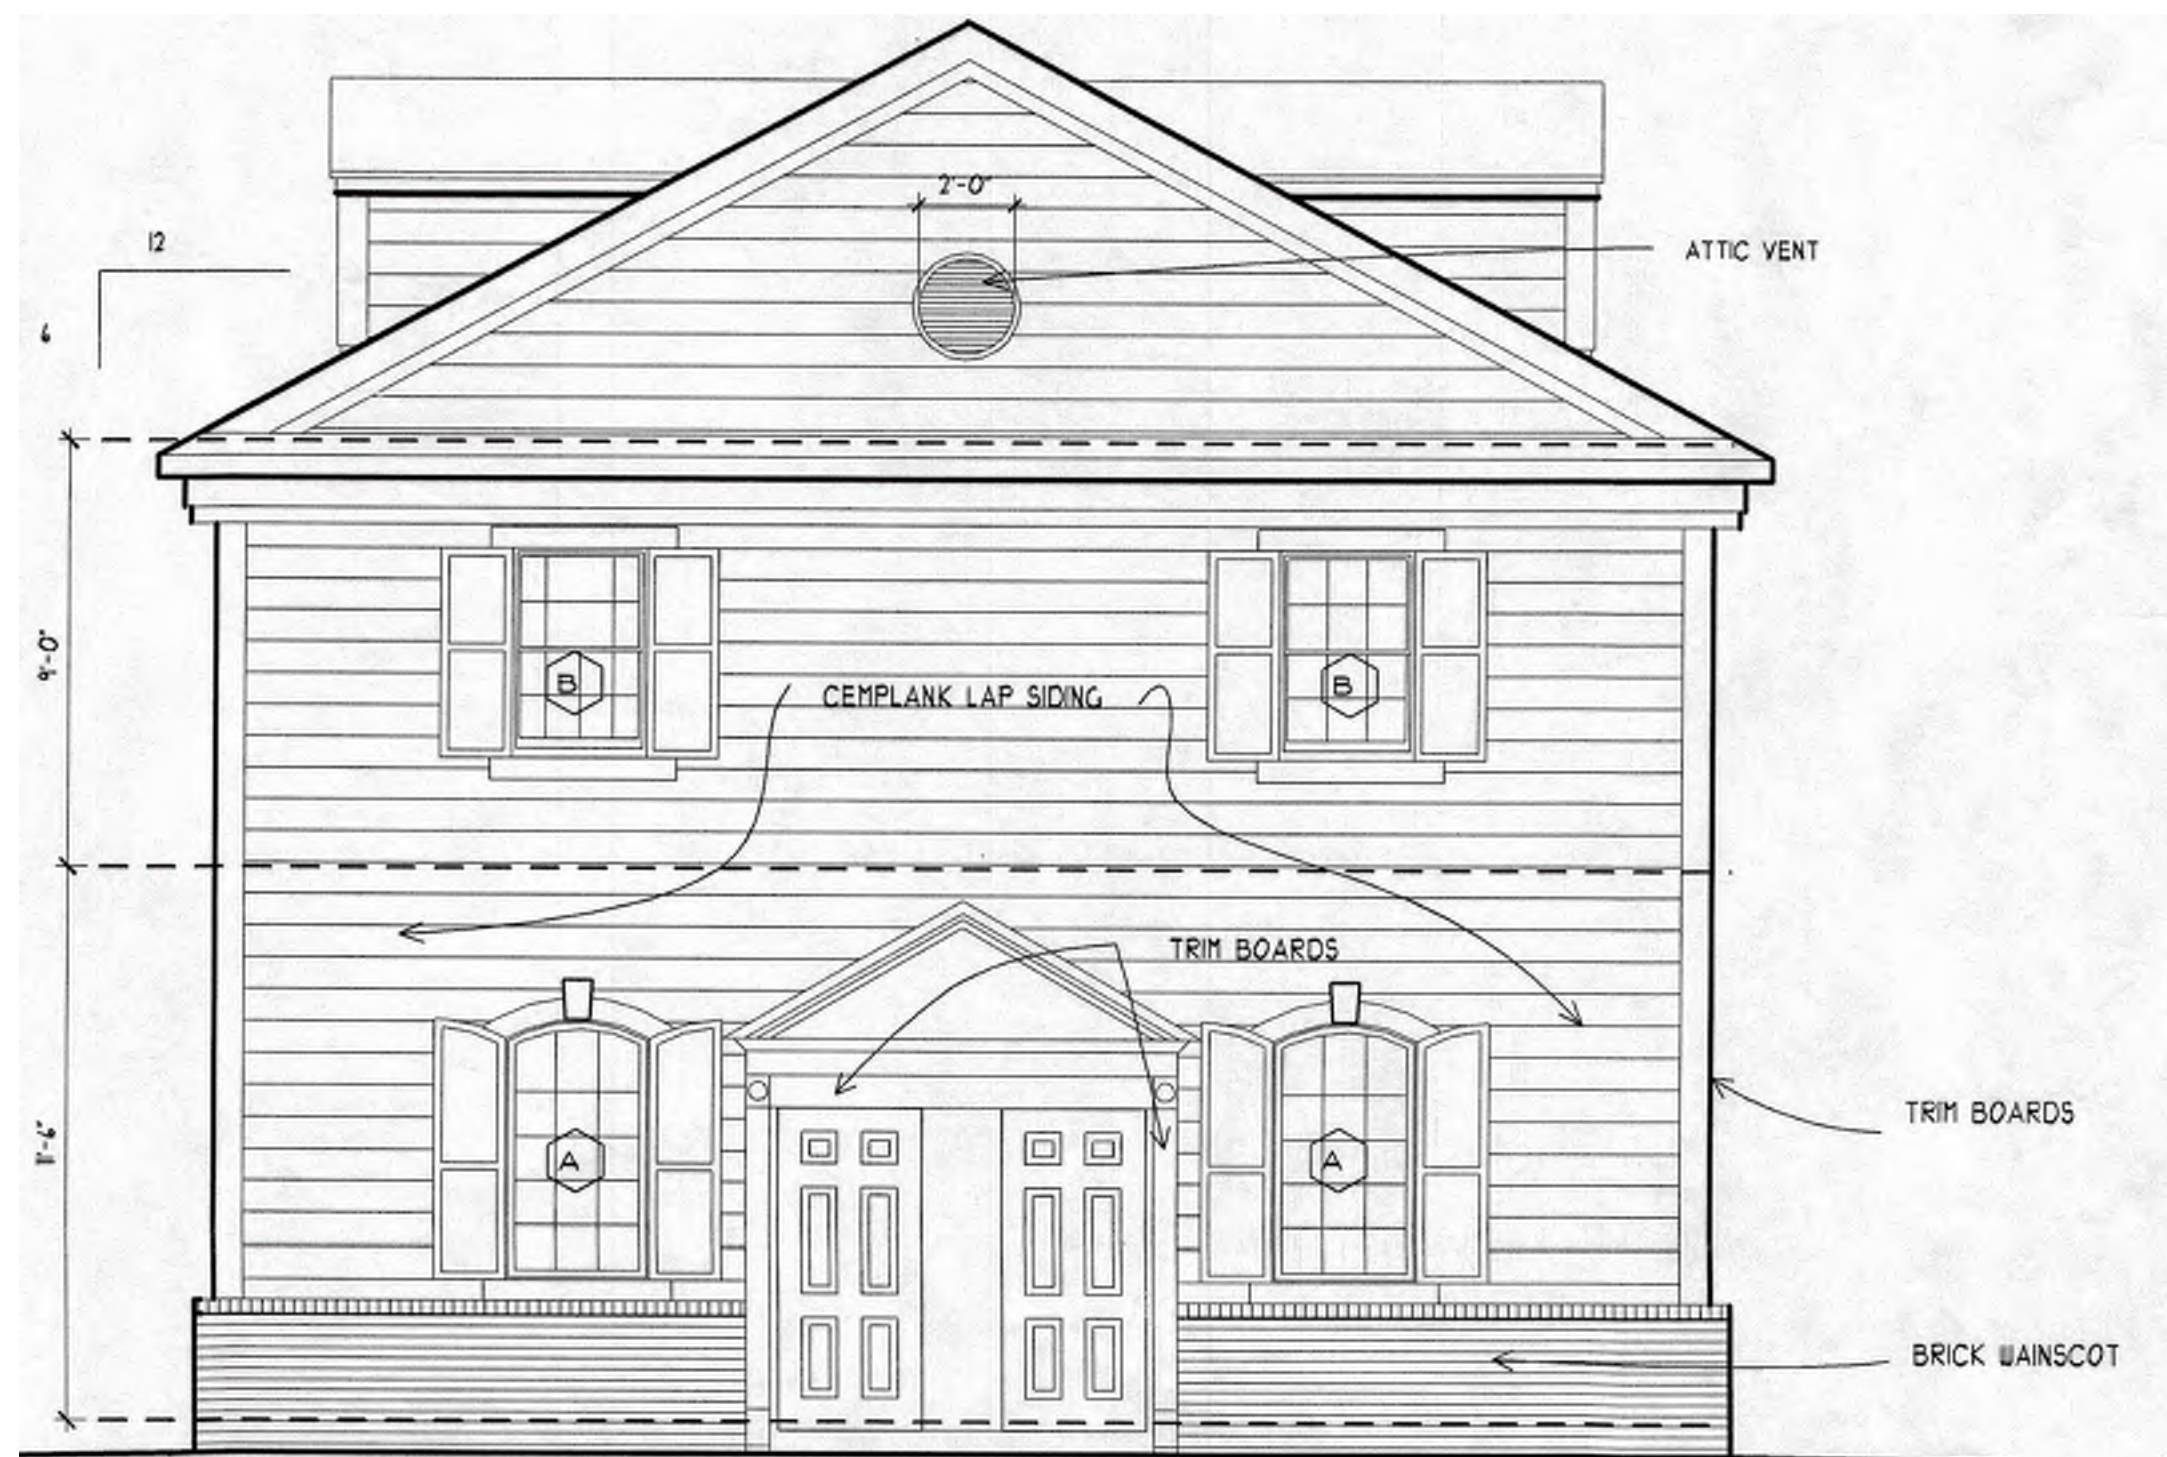 2'-0"
12
ATTIC VENT
6
9'-0"
B
B
CEMPLANK LAP SIDING
TRIM BOARDS
TRIM BOARDS
A
A
BRICK WAINSCOT